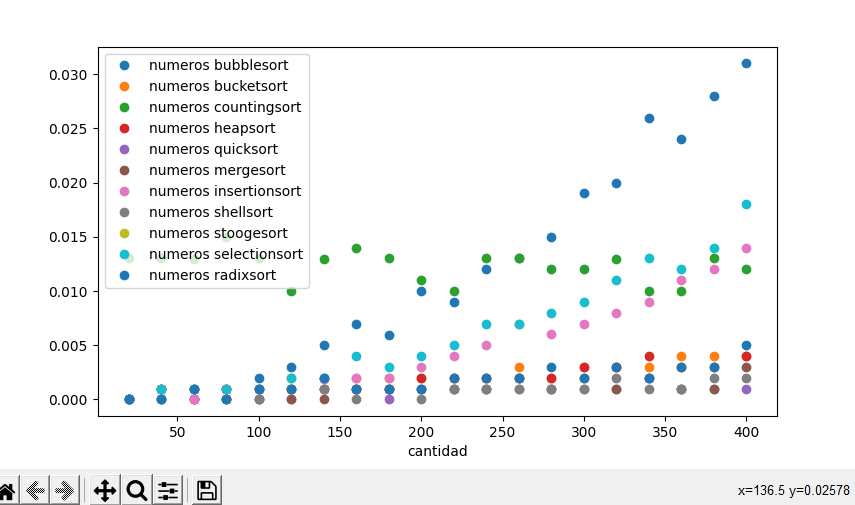 0.030
0.025
0.020
0.015
0.010
0.005
0.000
numeros bubblesort
numeros bucketsort
numeros countingsort
numeros heapsort
numeros quicksort
numeros mergesort
numeros insertionsort
numeros shellsort
numeros stoogesort
numeros selectionsort
numeros radixsort
50 100 150 200 250 300 350 400
cantidad
x=136.5 y=0.02578